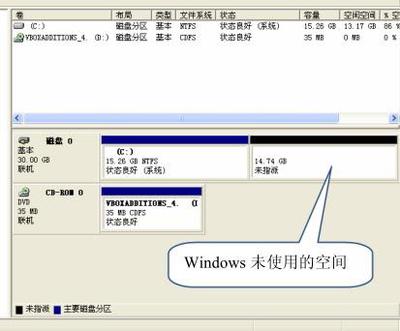 卷 布局 类型 文件系统 状态 容量 空闲空间 % 空
(C:) 磁盘分区 基本 NTFS 状态良好 (系统) 15.26 GB 13.17 GB 86 %
VBOXADDITIONS_4. (D:) 磁盘分区 基本 CDFS 状态良好 35 MB 0 MB 0 %
磁盘 0
基本
30.00 GB
联机
(C:)
15.26 GB NTFS
状态良好 (系统)
14.74 GB
未指派
CD-ROM 0
DVD
35 MB
联机
VBOXADDITIONS_4. (I
35 MB CDFS
状态良好
Windows 未使用的空间
未指派 主要磁盘分区